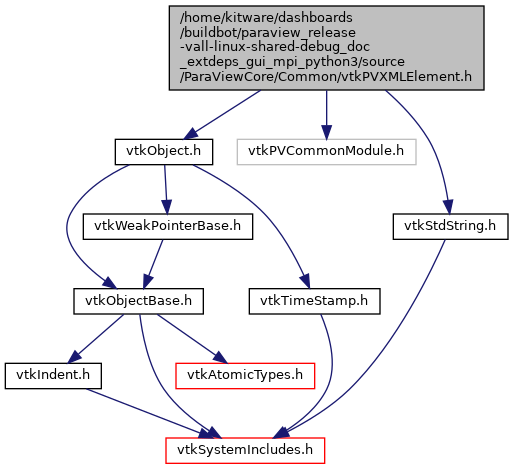 /home/kitware/dashboards
/buildbot/paraview_release
-vall-linux-shared-debug_doc
_extdeps_gui_mpi_python3/source
/ParaViewCore/Common/vtkPVXMLElement.h
vtkObject.h
vtkPVCommonModule.h
vtkWeakPointerBase.h
vtkStdString.h
vtkObjectBase.h
vtkTimeStamp.h
vtkIndent.h
vtkAtomicTypes.h
vtkSystemIncludes.h